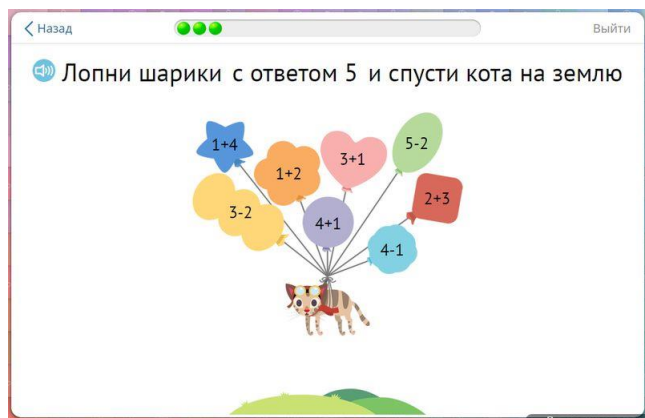 Назад
Выйти
Лопни шарики с ответом 5 и спусти кота на землю
1+4
1+2
3+1
5-2
3-2
4+1
2+3
4-1